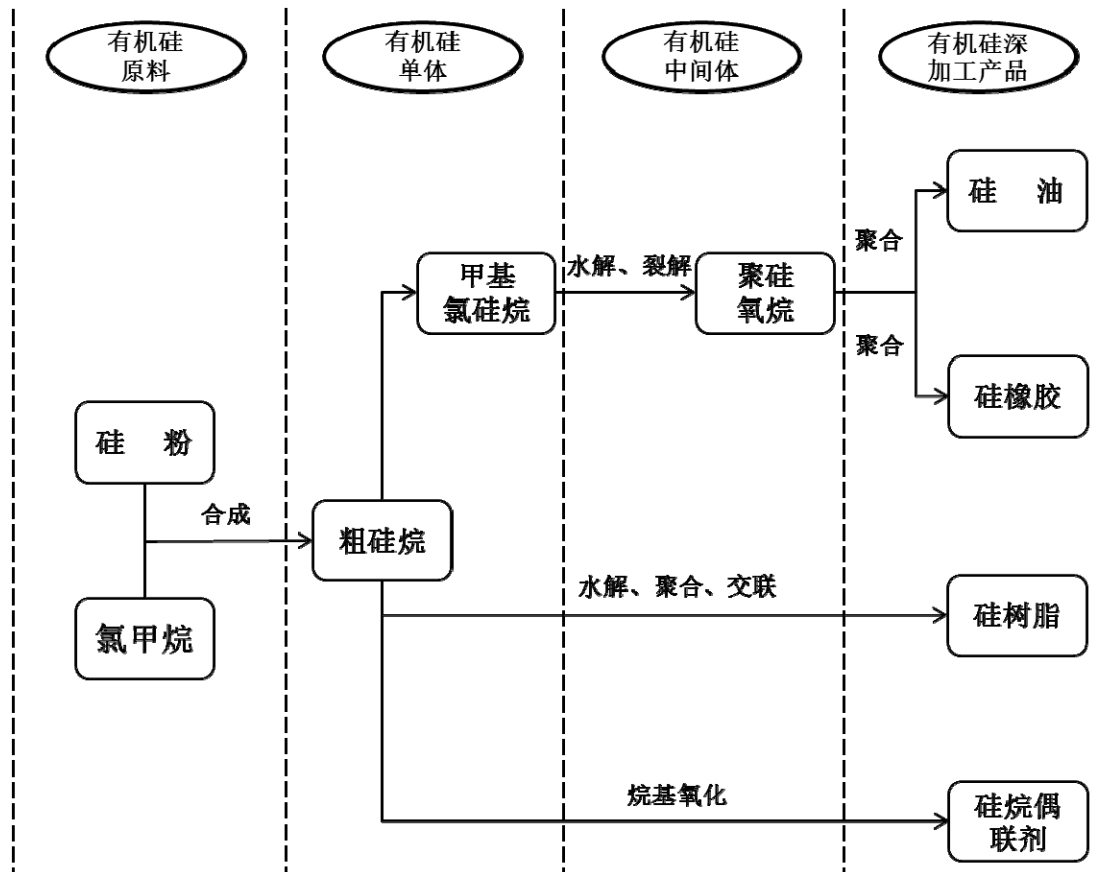 有机硅
原料
有机硅
单体
有机硅
中间体
有机硅深
加工产品
硅 油
聚合
甲基
氯硅烷
水解、裂解
聚硅
氧烷
聚合
硅橡胶
硅 粉
合成
粗硅烷
水解、聚合、交联
硅树脂
氯甲烷
烷基氧化
硅烷偶
联剂